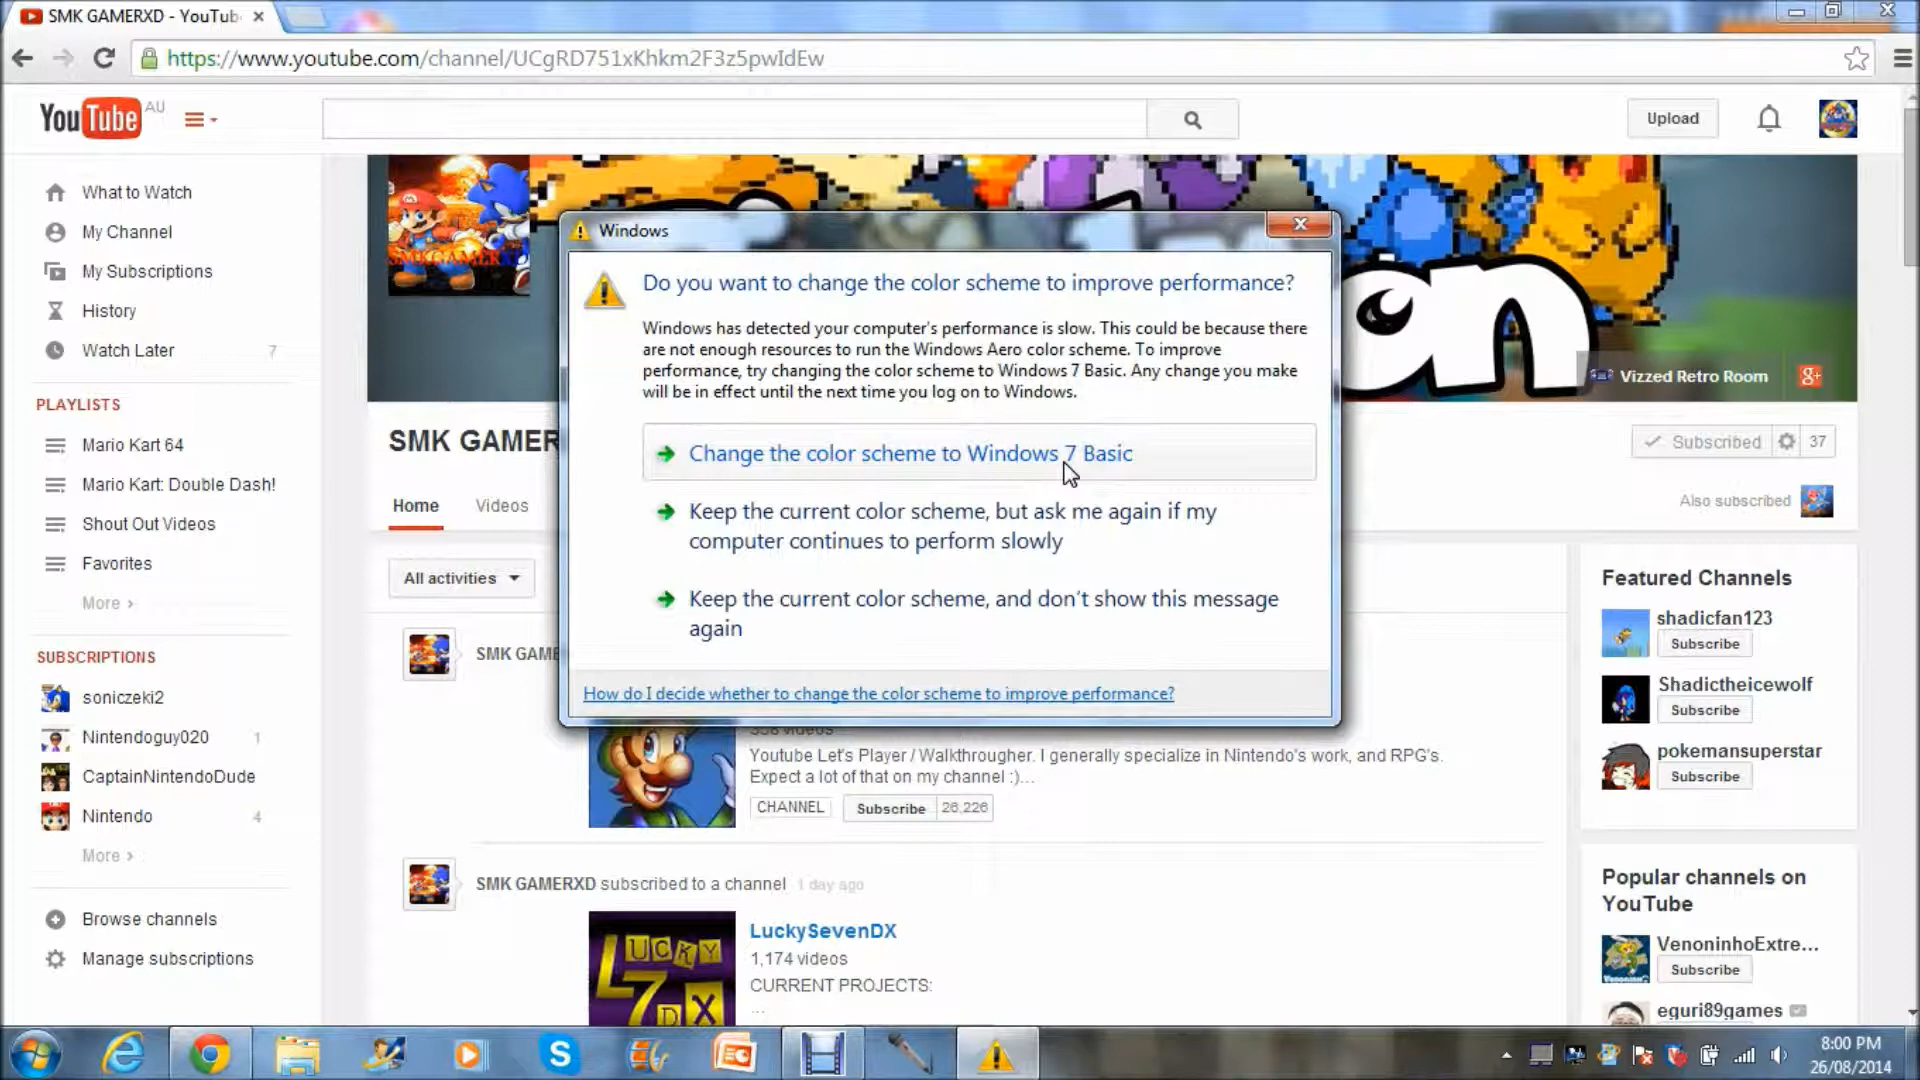 SMK GAMERXD - YouTub
https://www.youtube.com/channel/UCgRD751xKhkm2F3z5pwIdEw
YouTube AU
Upload
What to Watch
My Channel
My Subscriptions
History
Watch Later 7
PLAYLISTS
Mario Kart 64
Mario Kart: Double Dash!
Shout Out Videos
Favorites
More ›
SUBSCRIPTIONS
soniczeki2
Nintendoguy020 1
CaptainNintendoDude
Nintendo 4
More ›
Browse channels
Manage subscriptions
SMKGAMERXD
on
Vizzed Retro Room
g+
SMK GAMER
Subscribed 37
Home Videos
Also subscribed
All activities
Windows
Do you want to change the color scheme to improve performance?
Windows has detected your computer's performance is slow. This could be because there
are not enough resources to run the Windows Aero color scheme. To improve
performance, try changing the color scheme to Windows 7 Basic. Any change you make
will be in effect until the next time you log on to Windows.
Change the color scheme to Windows 7 Basic
Keep the current color scheme, but ask me again if my
computer continues to perform slowly
Keep the current color scheme, and don't show this message
again
How do I decide whether to change the color scheme to improve performance?
SMK GAME
358 videos
Youtube Let's Player / Walkthrougher. I generally specialize in Nintendo's work, and RPG's.
Expect a lot of that on my channel :)...
CHANNEL Subscribe 26,226
SMK GAMERXD subscribed to a channel 1 day ago
LUCKY
7DX
LuckySevenDX
1,174 videos
CURRENT PROJECTS:
...
Featured Channels
shadicfan123
Subscribe
Shadictheicewolf
Subscribe
pokemansuperstar
Subscribe
Popular channels on
YouTube
VenoninhoExtre...
Subscribe
eguri89games
8:00 PM
26/08/2014